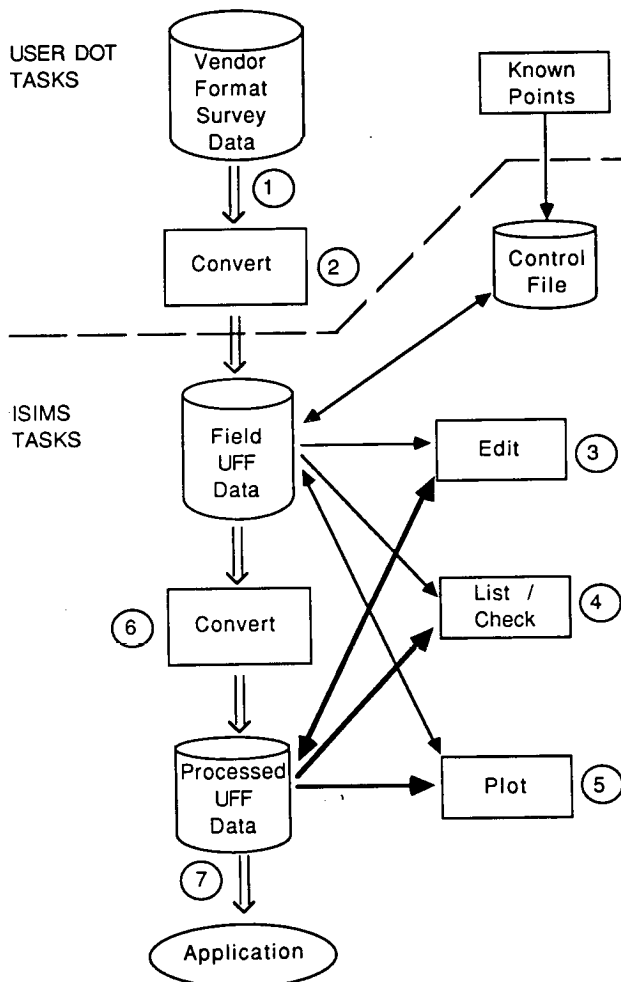 USER DOT
TASKS
Vendor
Format
Survey
Data
Known
Points
1
Convert
2
Control
File
ISIMS
TASKS
Field
UFF
Data
Edit
3
List /
Check
4
6
Convert
Processed
UFF
Data
Plot
5
7
Application